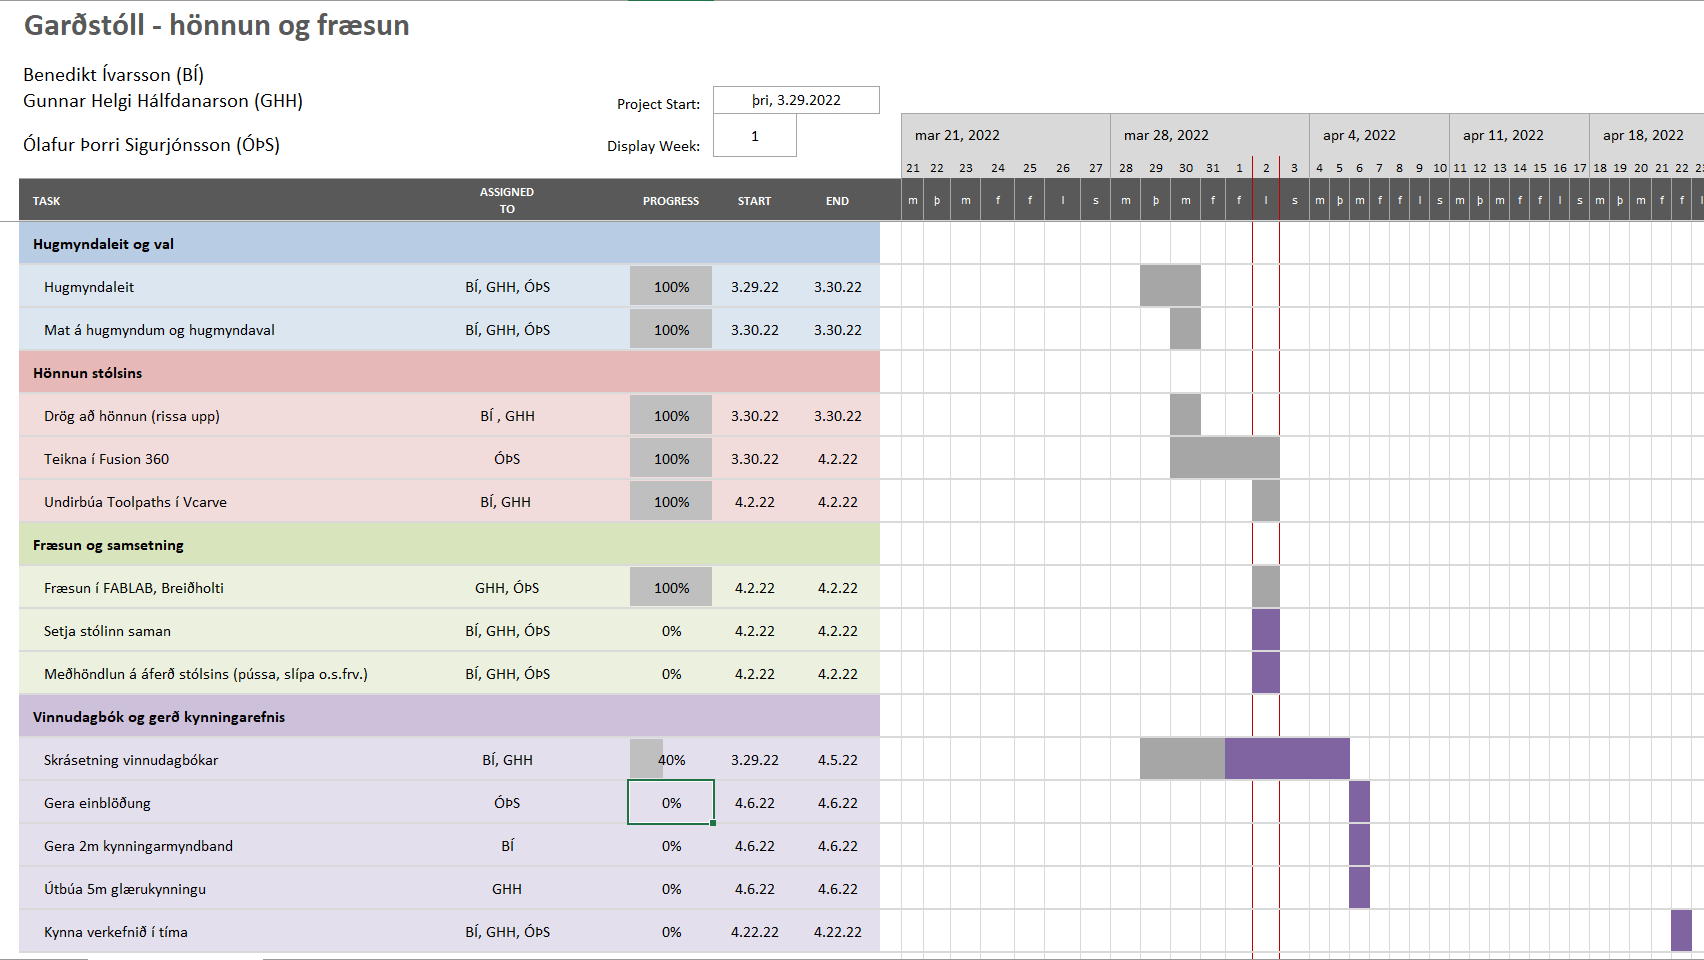 Garðstóll - hönnun og fræsun
Benedikt Ívarsson (BÍ)
Gunnar Helgi Hálfdanarson (GHH)
Project Start: þri, 3.29.2022
Ólafur Þorri Sigurjónsson (ÓÞS)
Display Week: 1
mar 21, 2022 mar 28, 2022 apr 4, 2022 apr 11, 2022 apr 18, 2022
21 22 23 24 25 26 27 28 29 30 31 1 2 3 4 5 6 7 8 9 10 11 12 13 14 15 16 17 18 19 20 21 22
TASK ASSIGNED TO PROGRESS START END m þ m f f l s m þ m f f l s m þ m f f l s m þ m f f l s m þ m f f l
Hugmyndaleit og val
Hugmyndaleit BÍ, GHH, ÓÞS 100% 3.29.22 3.30.22
Mat á hugmyndum og hugmyndaval BÍ, GHH, ÓÞS 100% 3.30.22 3.30.22
Hönnun stólsins
Drög að hönnun (rissa upp) BÍ , GHH 100% 3.30.22 3.30.22
Teikna í Fusion 360 ÓÞS 100% 3.30.22 4.2.22
Undirbúa Toolpaths í Vcarve BÍ, GHH 100% 4.2.22 4.2.22
Fræsun og samsetning
Fræsun í FABLAB, Breiðholti GHH, ÓÞS 100% 4.2.22 4.2.22
Setja stólinn saman BÍ, GHH, ÓÞS 0% 4.2.22 4.2.22
Meðhöndlun á áferð stólsins (pússa, slípa o.s.frv.) BÍ, GHH, ÓÞS 0% 4.2.22 4.2.22
Vinnudagbók og gerð kynningarefnis
Skrásetning vinnudagbókar BÍ, GHH 40% 3.29.22 4.5.22
Gera einblöðung ÓÞS 0% 4.6.22 4.6.22
Gera 2m kynningarmyndband BÍ 0% 4.6.22 4.6.22
Útbúa 5m glærukynningu GHH 0% 4.6.22 4.6.22
Kynna verkefnið í tíma BÍ, GHH, ÓÞS 0% 4.22.22 4.22.22